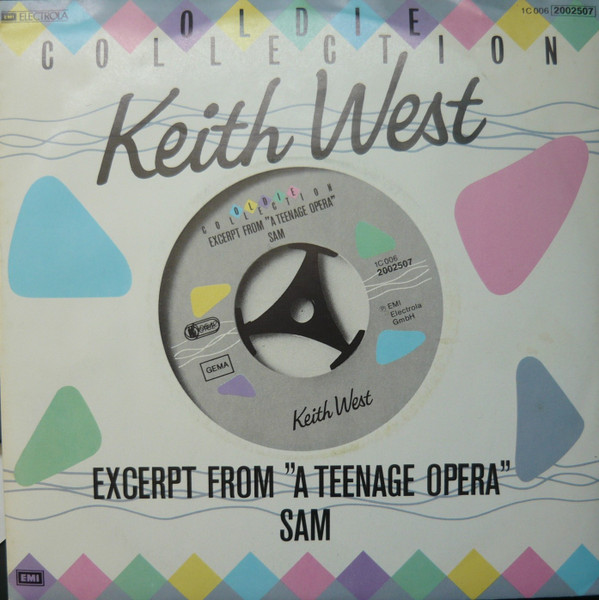 EMI ELECTROLA
1C 006 2002507
OLDIE
COLLECTION
Keith West
OLDIE
COLLECTION
EXCERPT FROM "A TEENAGE OPERA"
SAM
1C 006
2002507
℗ EMI
Electrola
GmbH
GEMA
Keith West
EXCERPT FROM "A TEENAGE OPERA"
SAM
EMI